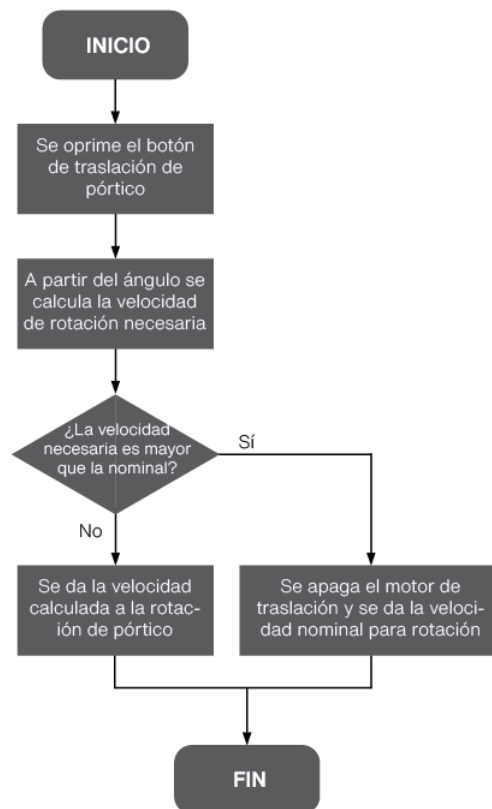 INICIO
Se oprime el botón
de traslación de
pórtico
A partir del ángulo se
calcula la velocidad
de rotación necesaria
¿La velocidad
necesaria es mayor
que la nominal?
Sí
No
Se da la velocidad
calculada a la rotac-
ción de pórtico
Se apaga el motor de
traslación y se da la veloci-
dad nominal para rotación
FIN